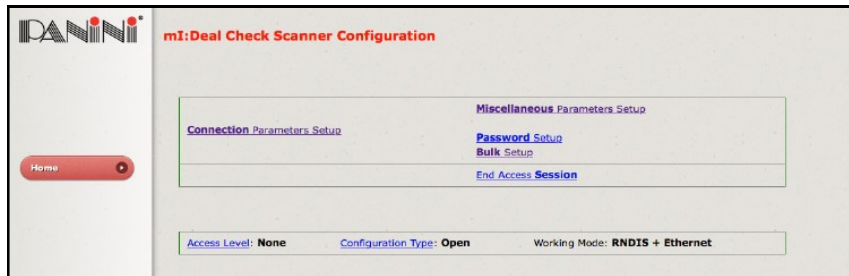 PANINI
mI:Deal Check Scanner Configuration
Miscellaneous Parameters Setup
Connection Parameters Setup
Password Setup
Bulk Setup
Home
End Access Session
Access Level: None Configuration Type: Open Working Mode: RNDIS + Ethernet